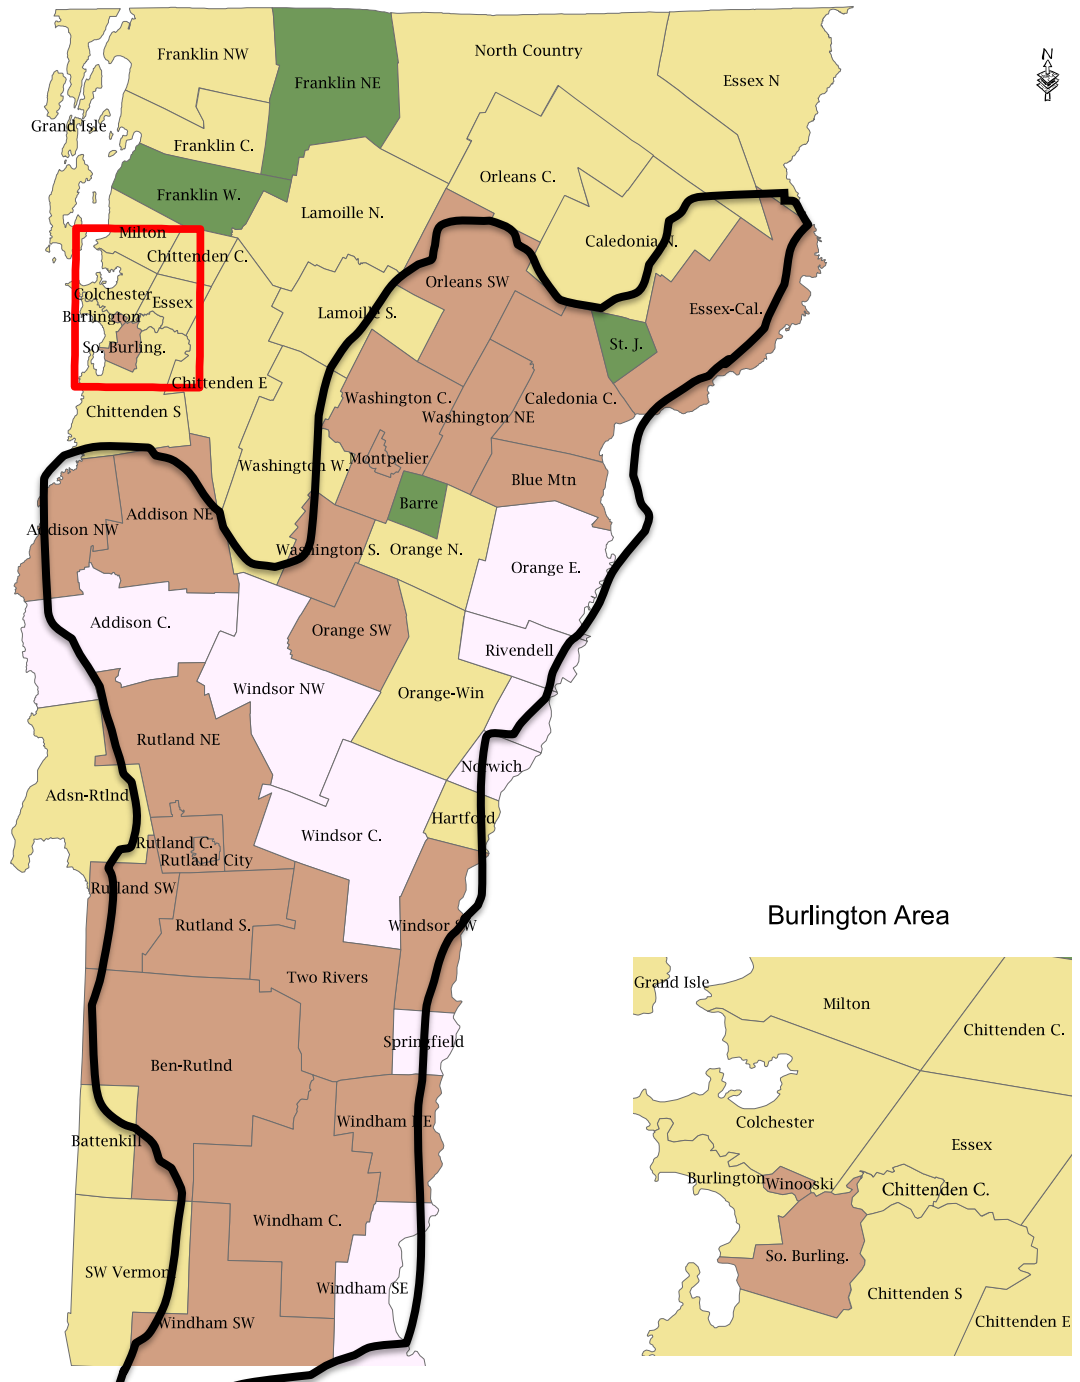 Franklin NW
Franklin NE
North Country
Essex N
N
Grand Isle
Franklin C.
Orleans C.
Franklin W.
Lamoille N.
Milton
Chittenden C.
Caledonia N.
Orleans SW
Colchester
Essex
Burlington
Lamoille S.
Essex-Cal.
So. Burling.
St. J.
Chittenden E
Washington C.
Caledonia C.
Chittenden S
Washington NE
Montpelier
Washington W.
Blue Mtn
Barre
Addison NE
Addison NW
Washington S.
Orange N.
Orange E.
Addison C.
Orange SW
Rivendell
Windsor NW
Orange-Win
Rutland NE
Norwich
Adsn-Rtlnd
Hartford
Windsor C.
Rutland C.
Rutland City
Rutland SW
Rutland S.
Windsor SW
Burlington Area
Two Rivers
Grand Isle
Milton
Chittenden C.
Springfield
Ben-Rutlnd
Windham NE
Colchester
Battenkill
Essex
Burlington
Winooski
Chittenden C.
Windham C.
So. Burling.
SW Vermont
Windham SE
Chittenden S
Windham SW
Chittenden E